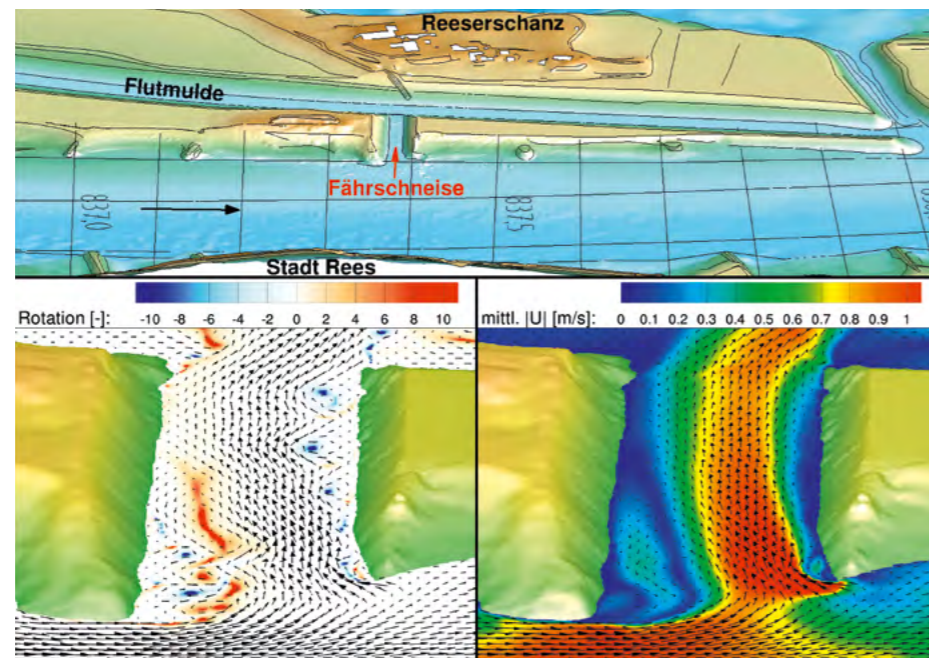 Reeserschanz
Flutmulde
Fährschneise
837,0
837,5
Stadt Rees
Rotation [-]: -10 -8 -6 -4 -2 0 2 4 6 8 10
mittl. |U| [m/s]: 0 0.1 0.2 0.3 0.4 0.5 0.6 0.7 0.8 0.9 1